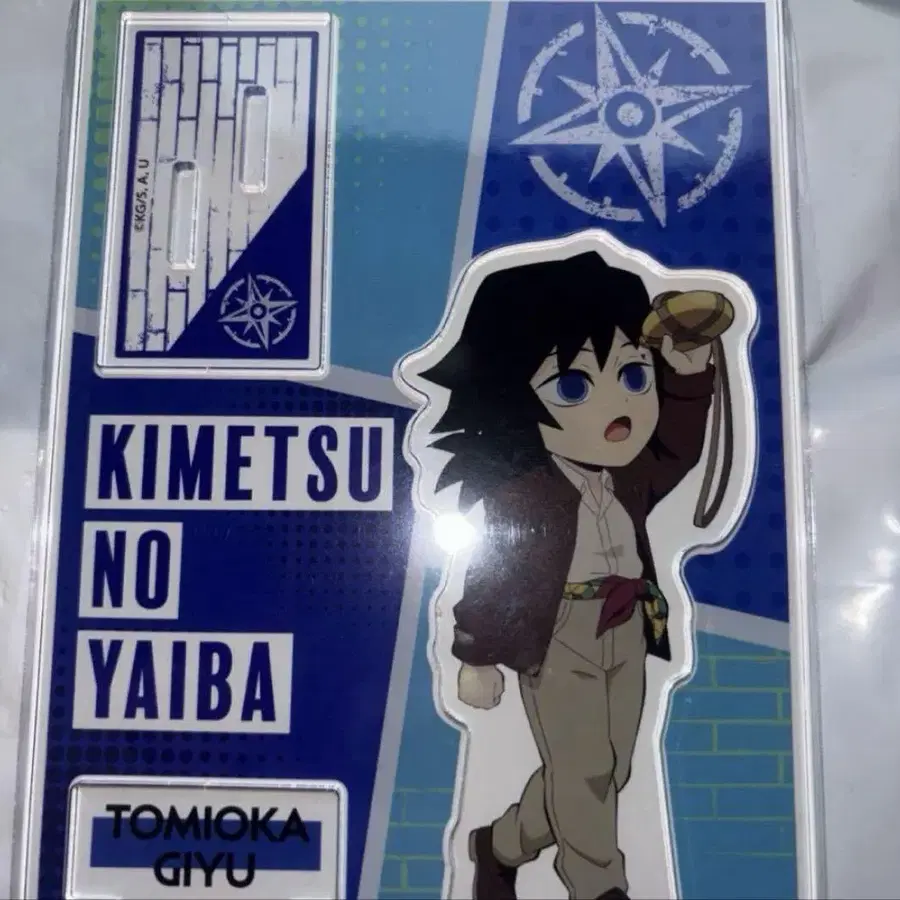 ©KG/S, A, U
KIMETSU
NO
YAIBA
TOMIOKA
GIYU